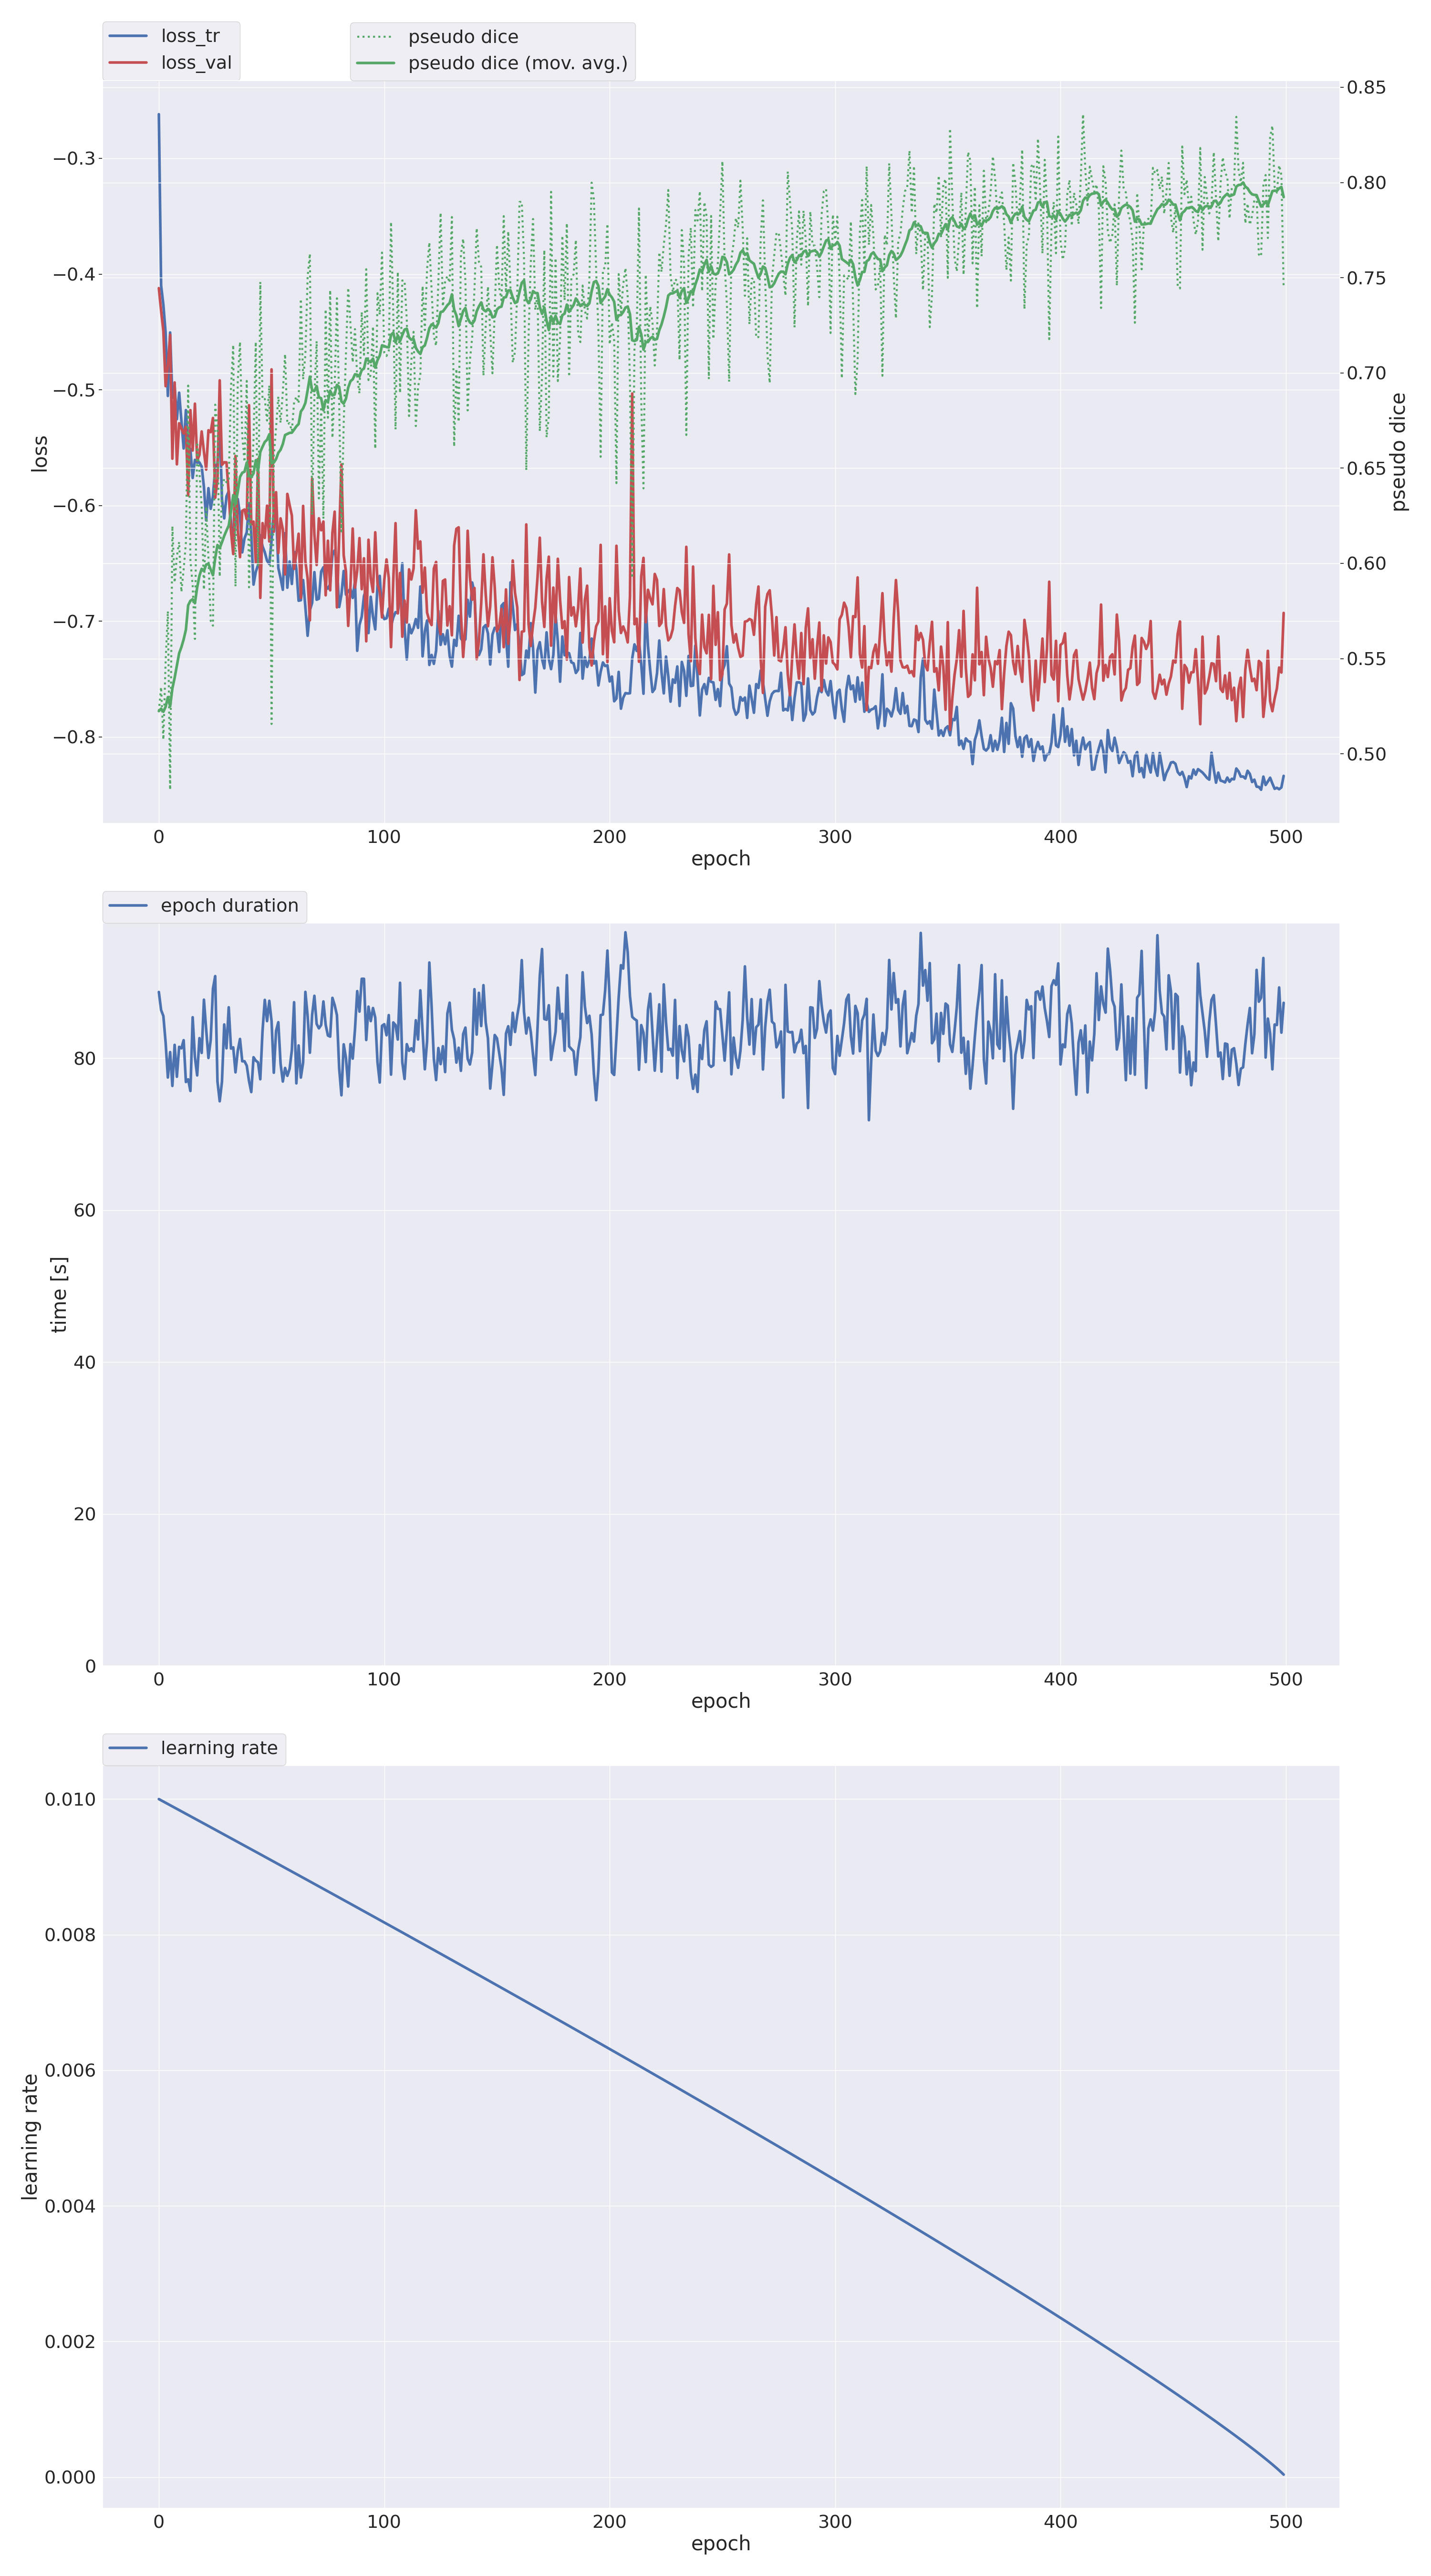 loss_tr
loss_val
pseudo dice
pseudo dice (mov. avg.)
−0.3
−0.4
−0.5
−0.6
−0.7
−0.8
loss
0.85
0.80
0.75
0.70
0.65
0.60
0.55
0.50
pseudo dice
0 100 200 300 400 500
epoch
epoch duration
80
60
40
20
0
time [s]
0 100 200 300 400 500
epoch
learning rate
0.010
0.008
0.006
0.004
0.002
0.000
learning rate
0 100 200 300 400 500
epoch